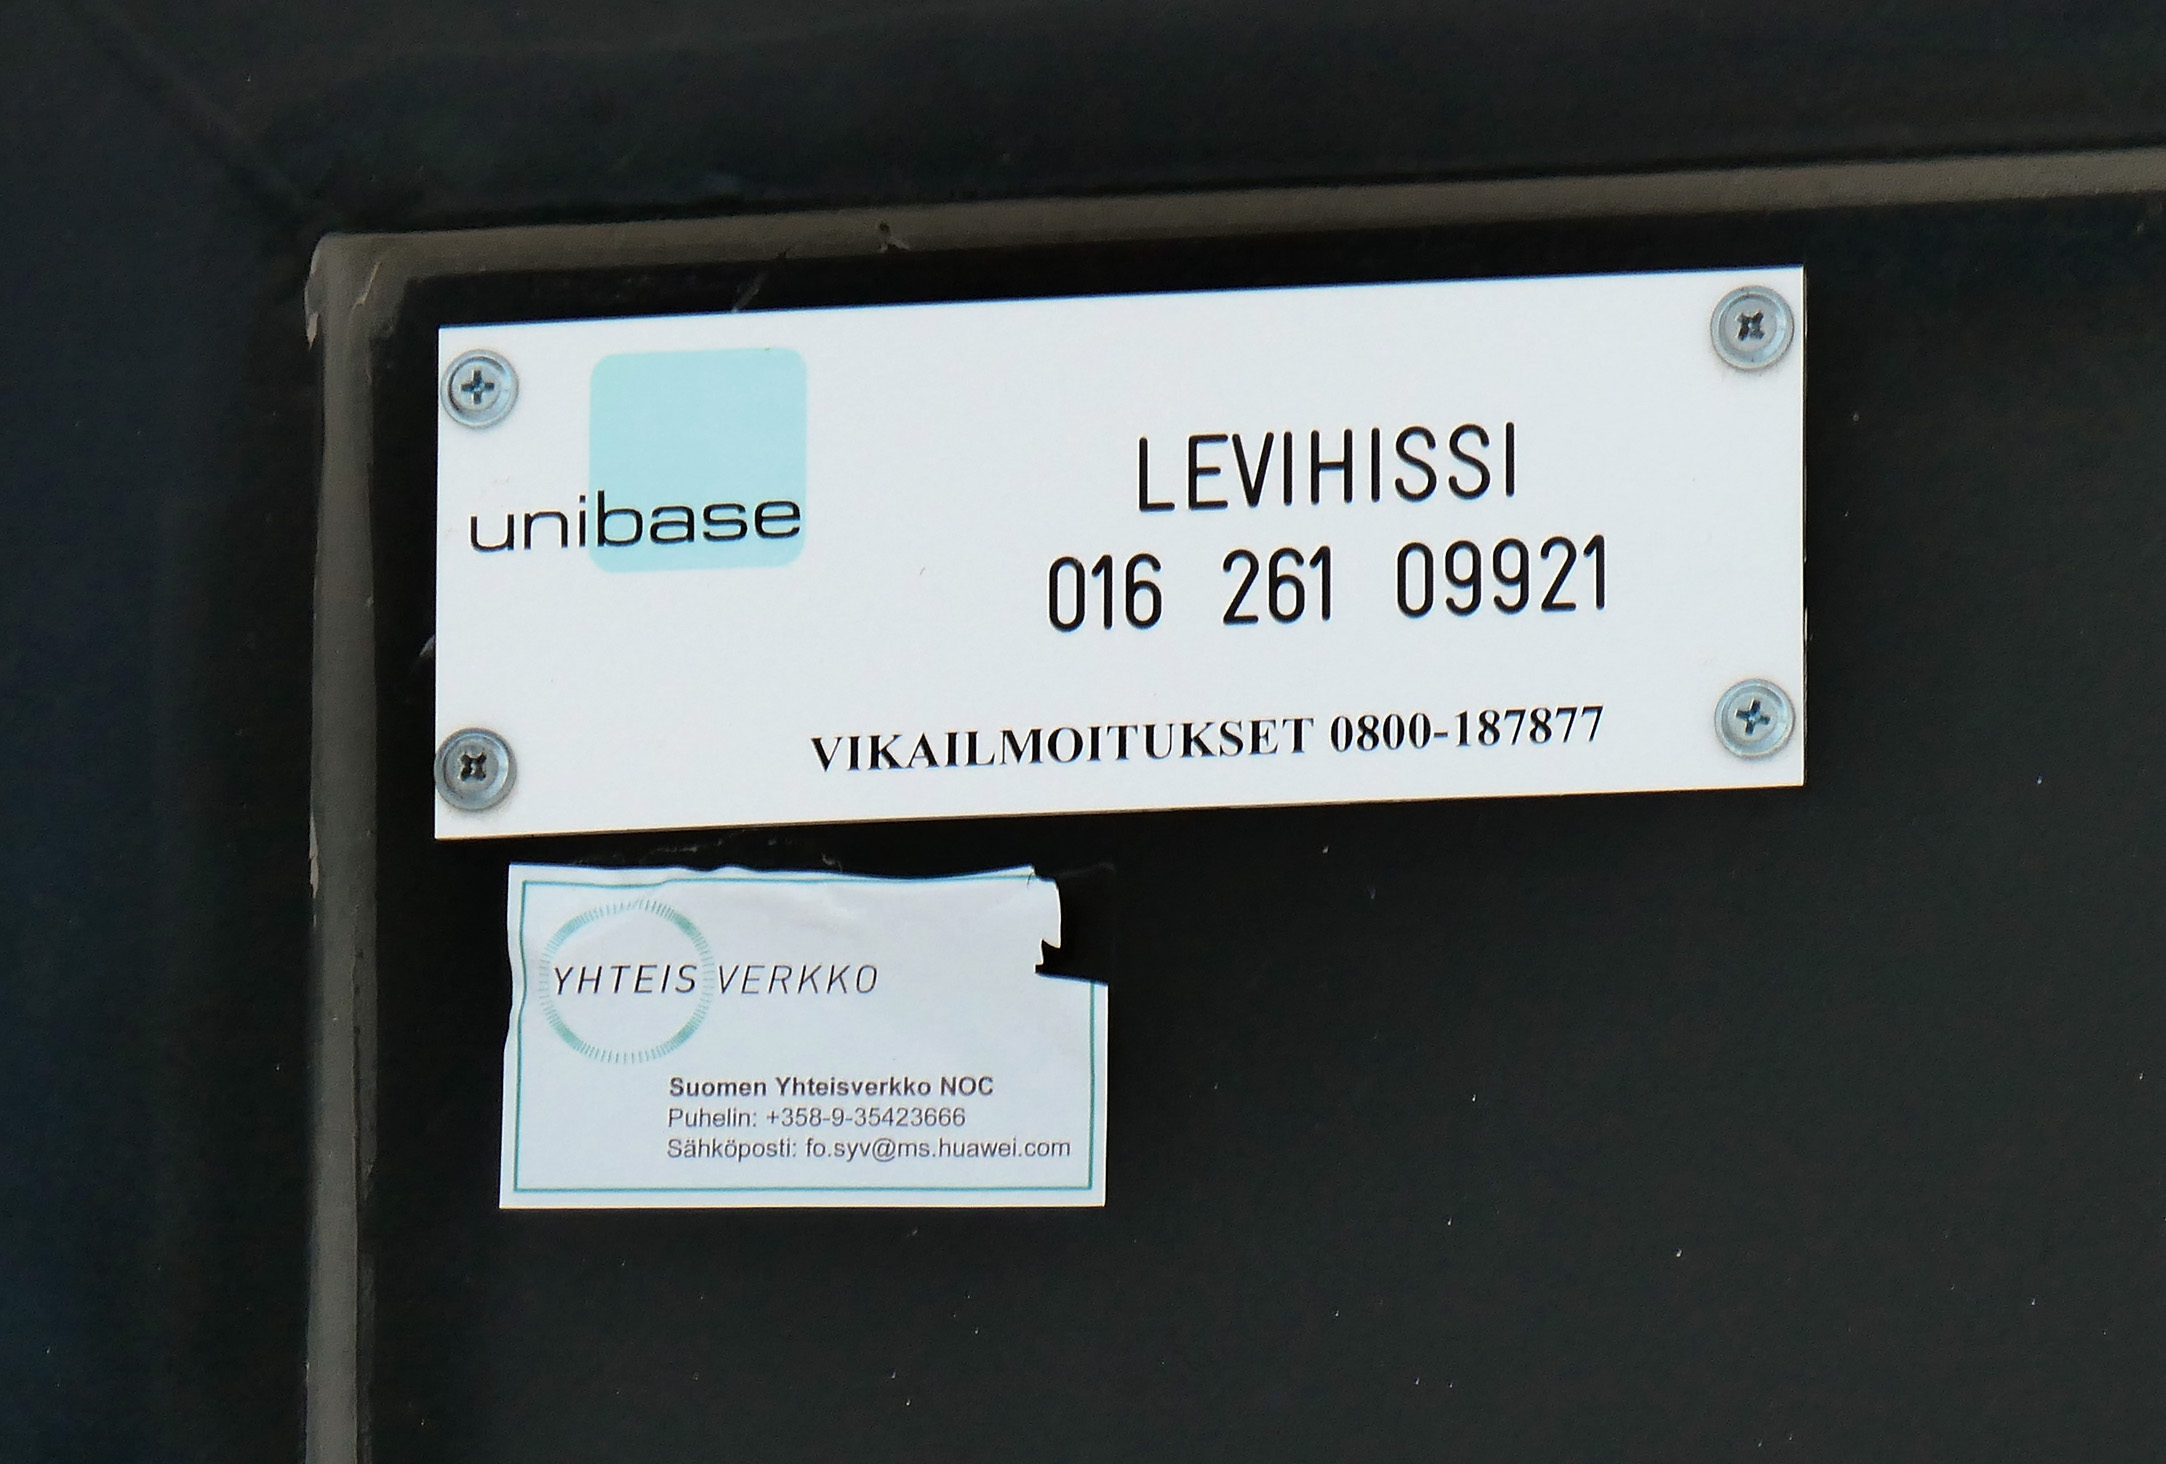 unibase
LEVIHISSI
016 261 09921
VIKAILMOITUKSET 0800-187877
YHTEIS VERKKO
Suomen Yhteisverkko NOC
Puhelin: +358-9-35423666
Sähköposti: fo.syv@ms.huawei.com